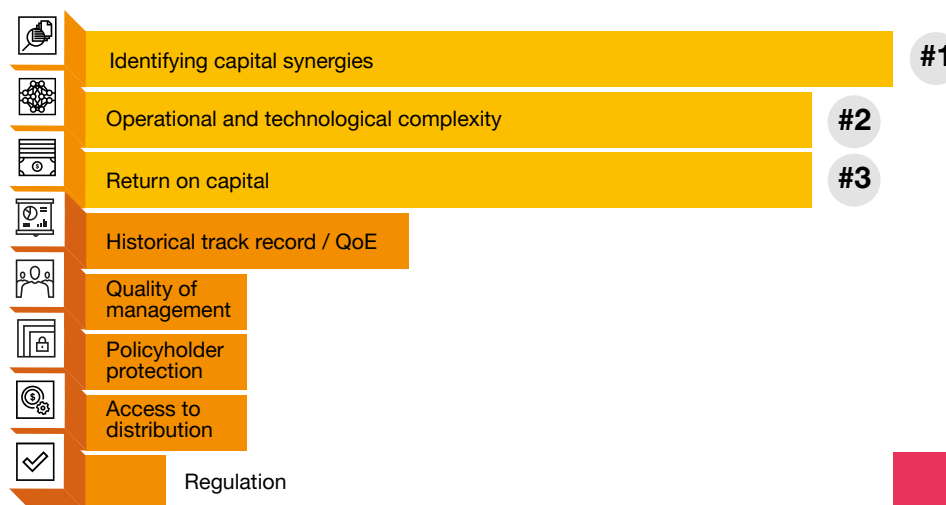 Identifying capital synergies
#1
Operational and technological complexity
#2
Return on capital
#3
Historical track record / QoE
Quality of
management
Policyholder
protection
Access to
distribution
Regulation